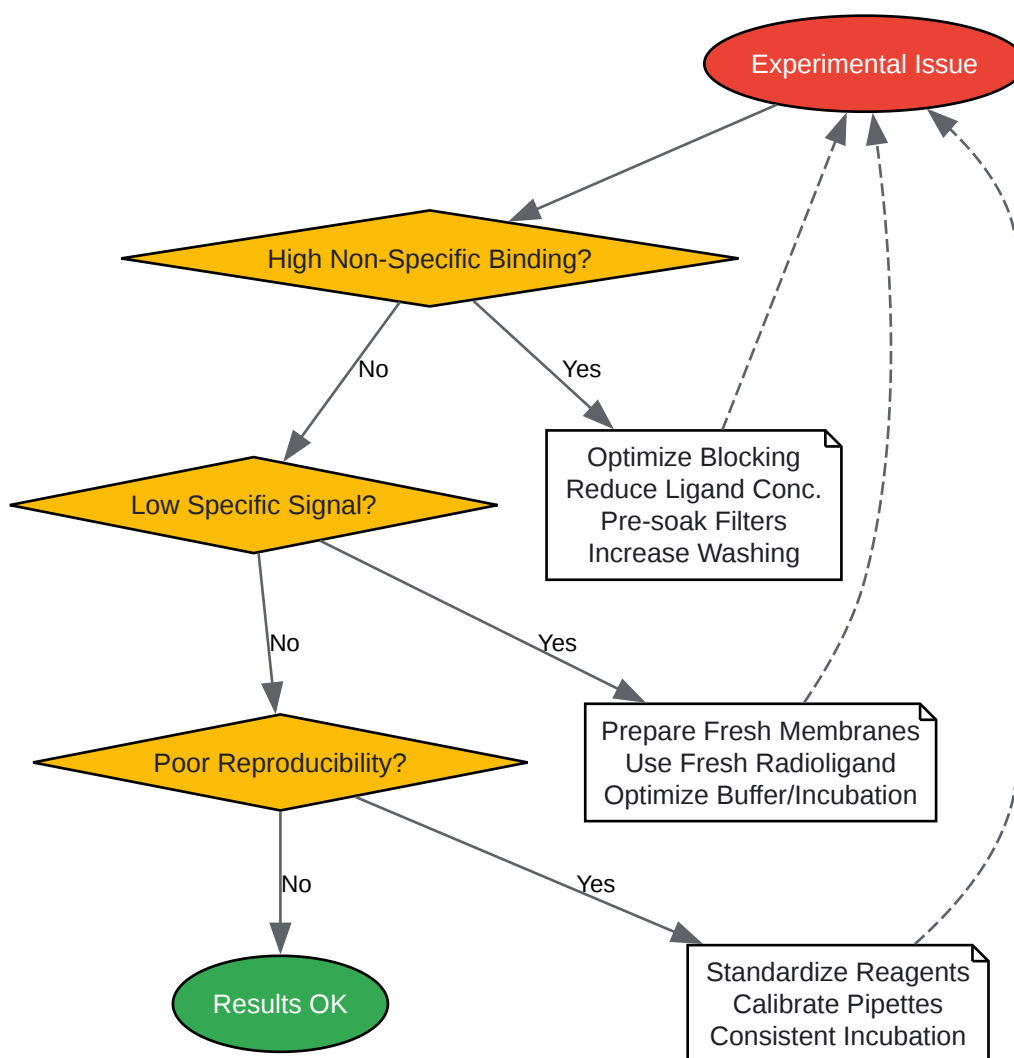 Experimental Issue
High Non-Specific Binding?
No
Yes
Optimize Blocking
Reduce Ligand Conc.
Pre-soak Filters
Increase Washing
Low Specific Signal?
No
Yes
Prepare Fresh Membranes
Use Fresh Radioligand
Optimize Buffer/Incubation
Poor Reproducibility?
No
Yes
Results OK
Standardize Reagents
Calibrate Pipettes
Consistent Incubation